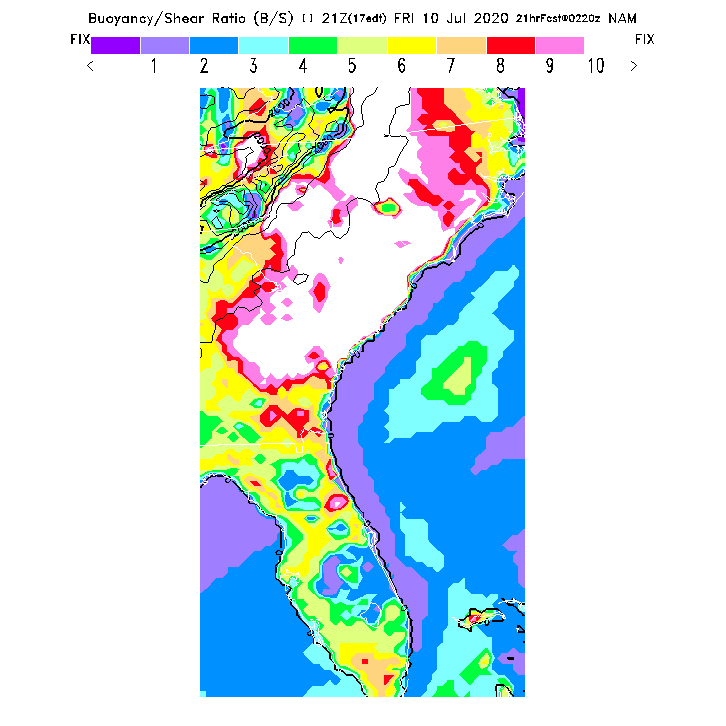 Buoyancy/Shear Ratio (B/S) [] 21Z(17edt) FRI 10 Jul 2020 21hrFcst@0220z NAM
FIX FIX
< 1 2 3 4 5 6 7 8 9 10 >